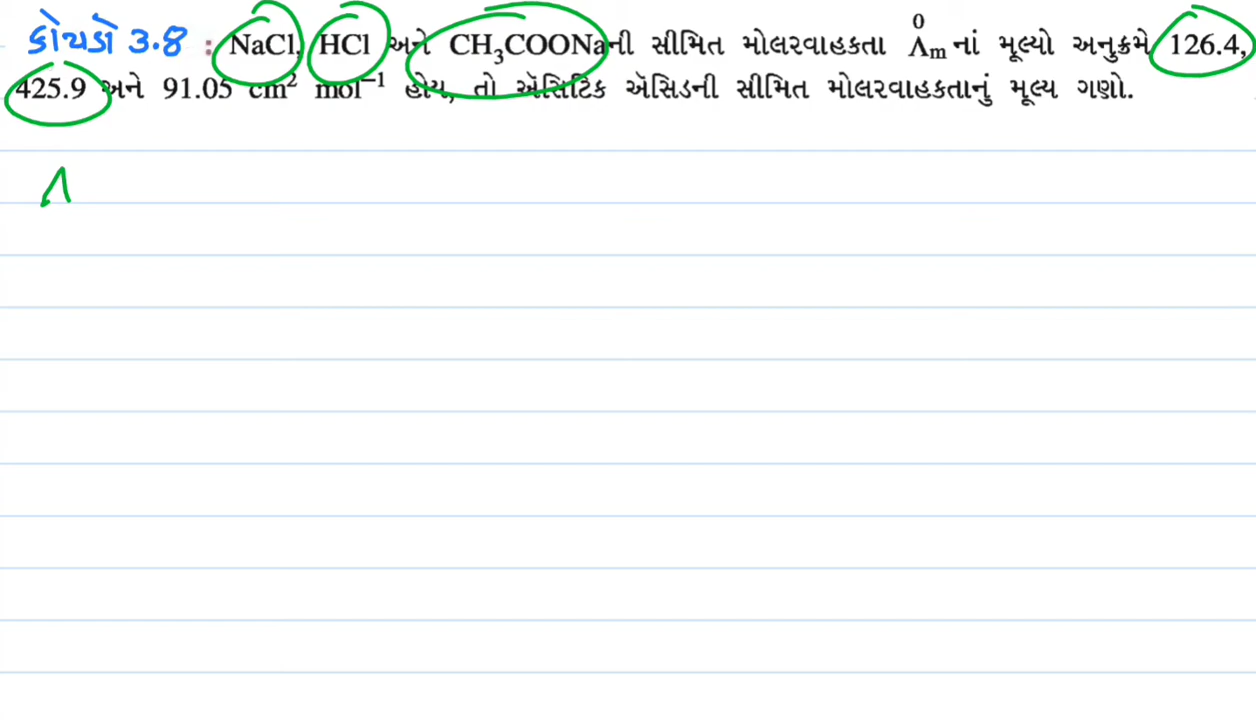 કોયડો 3.8 : NaCl, HCl અને CH₃COONaની સીમિત મોલરવાહકતા Λ⁰m નાં મૂલ્યો અનુક્રમે 126.4,
425.9 અને 91.05 cm² mol⁻¹ હોય, તો ઍસિટિક ઍસિડની સીમિત મોલરવાહકતાનું મૂલ્ય ગણો.
Λ